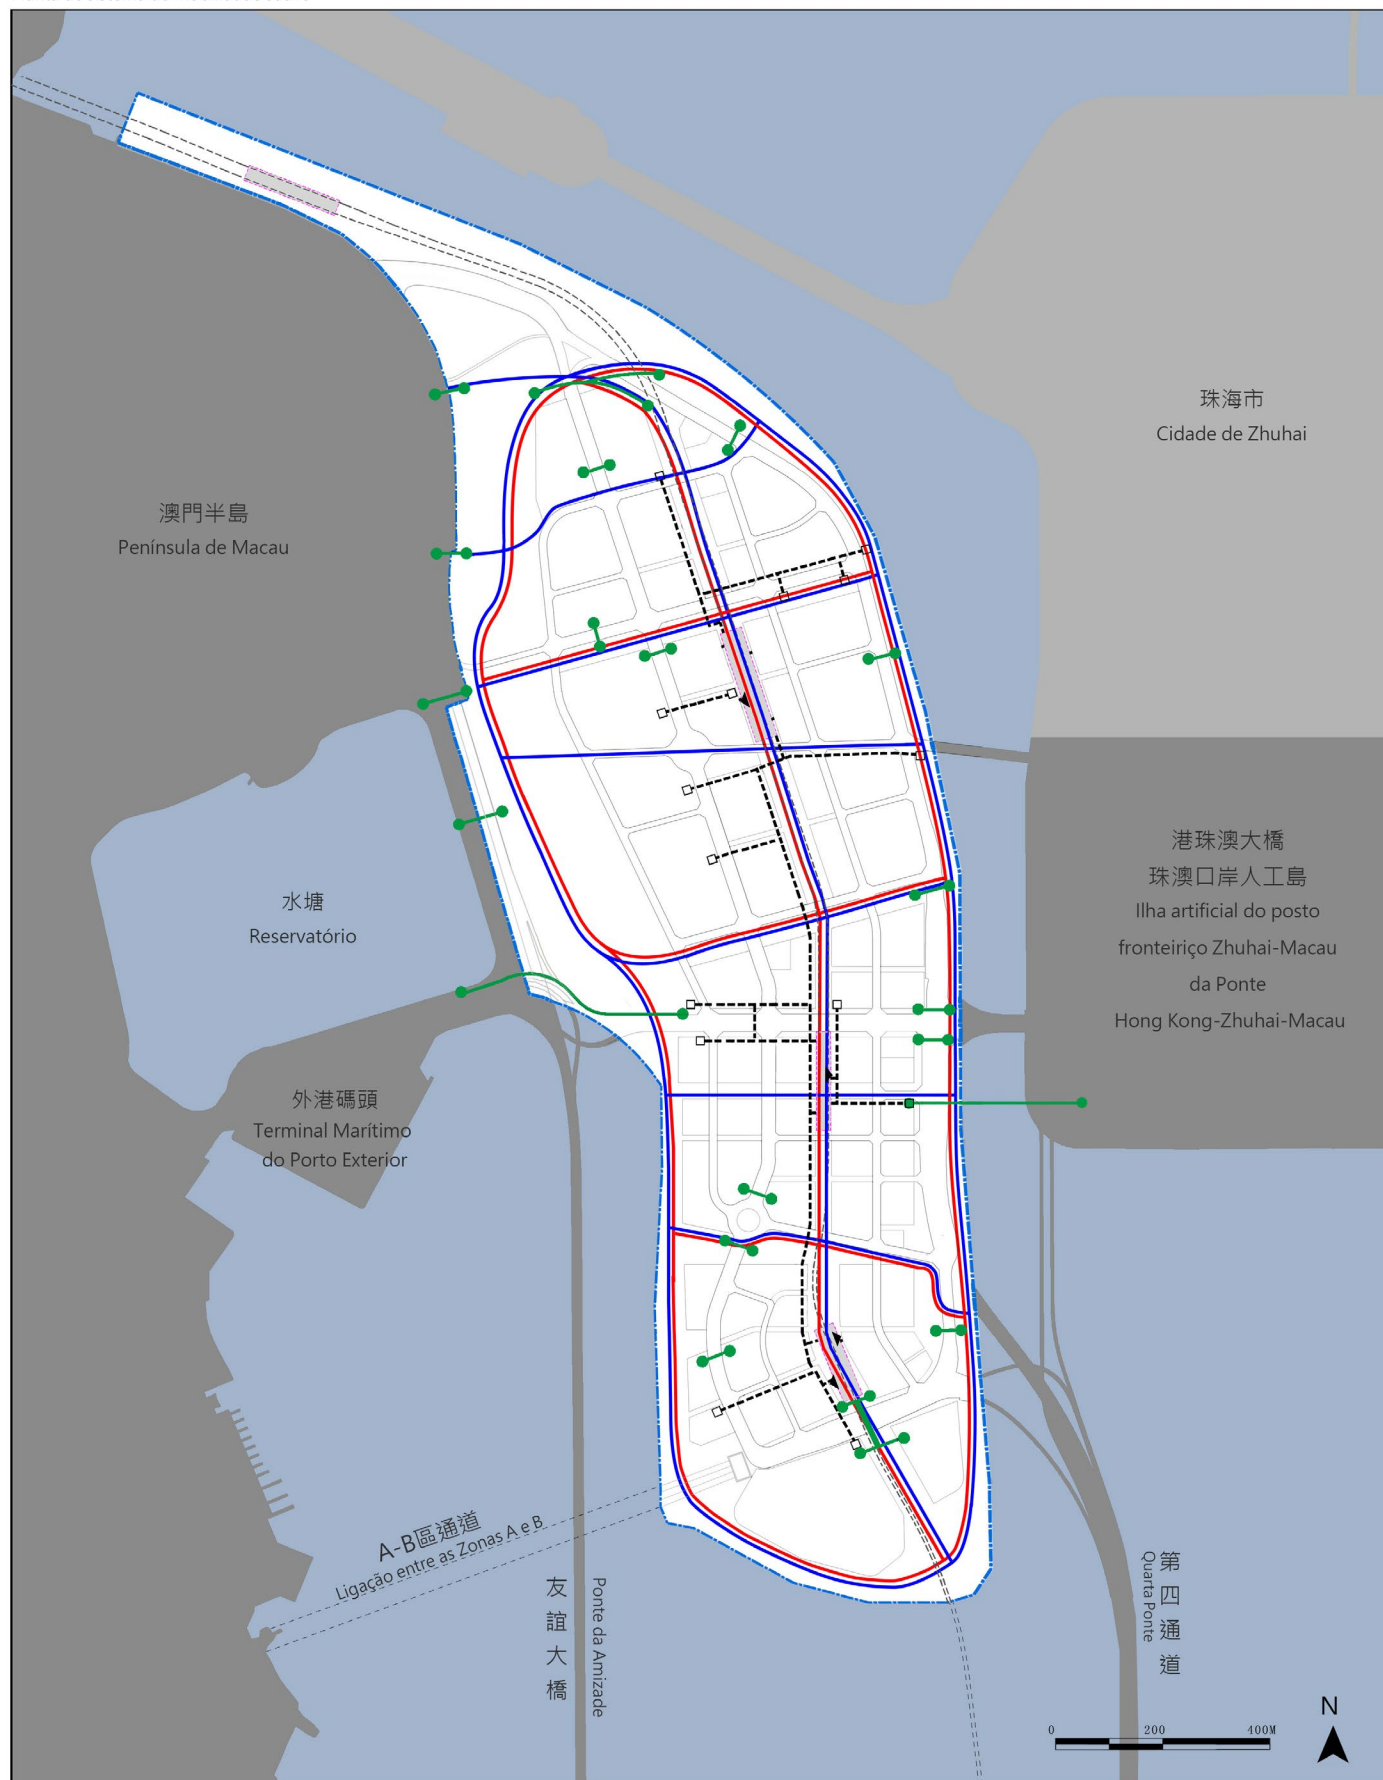 珠海市
Cidade de Zhuhai
澳門半島
Península de Macau
港珠澳大橋
珠澳口岸人工島
Ilha artificial do posto
fronteiriço Zhuhai-Macau
da Ponte
Hong Kong-Zhuhai-Macau
水塘
Reservatório
外港碼頭
Terminal Marítimo
do Porto Exterior
A-B區通道
Ligação entre as Zonas A e B
友誼大橋
Ponte da Amizade
第四通道
Quarta Ponte
N
0 200 400M